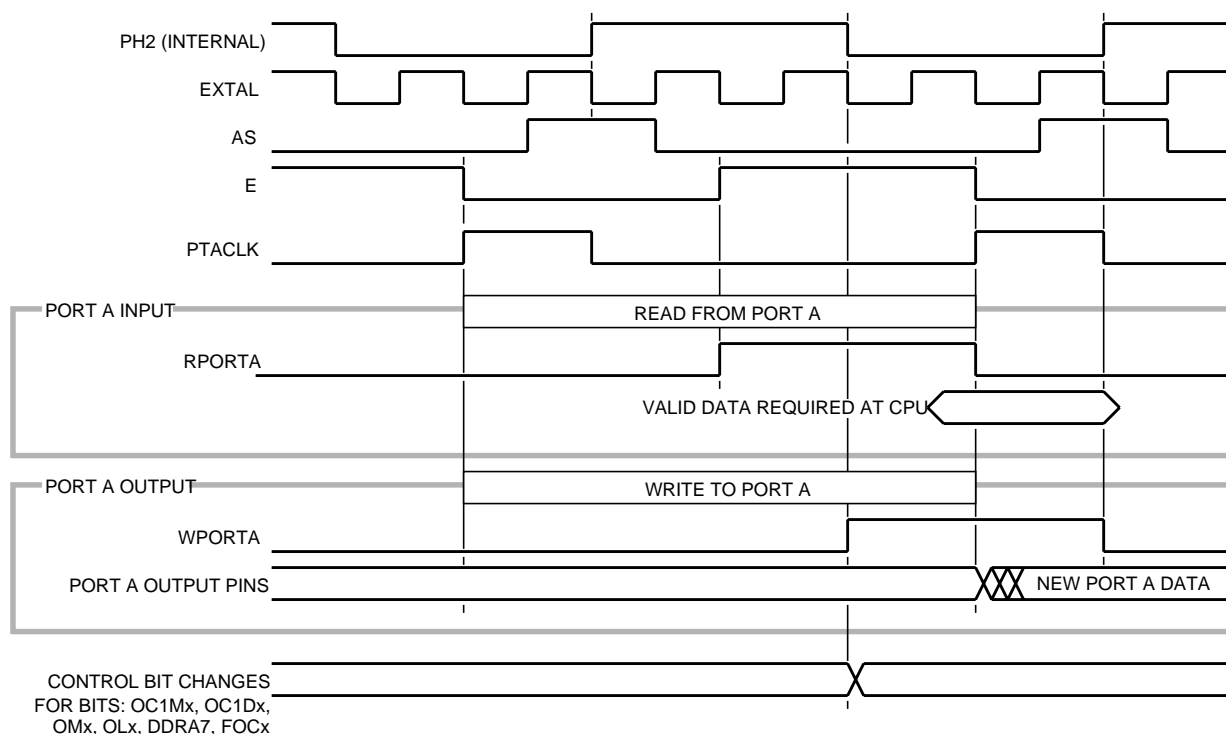 PH2 (INTERNAL)
EXTAL
AS
E
PTACLK
PORT A INPUT
READ FROM PORT A
RPORTA
VALID DATA REQUIRED AT CPU
PORT A OUTPUT
WRITE TO PORT A
WPORTA
PORT A OUTPUT PINS
NEW PORT A DATA
CONTROL BIT CHANGES
FOR BITS: OC1Mx, OC1Dx,
OMx, OLx, DDRA7, FOCx